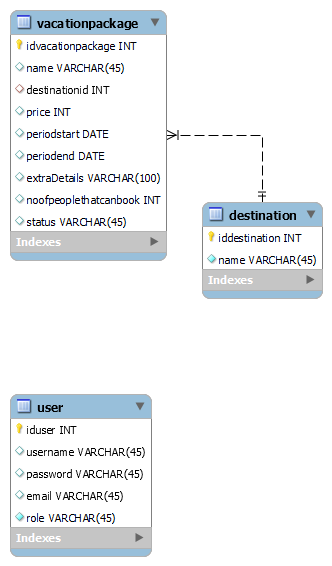 vacationpackage
idvacationpackage INT
name VARCHAR(45)
destinationid INT
price INT
periodstart DATE
periodend DATE
extraDetails VARCHAR(100)
noofpeoplethatcanbook INT
status VARCHAR(45)
Indexes
destination
iddestination INT
name VARCHAR(45)
Indexes
user
iduser INT
username VARCHAR(45)
password VARCHAR(45)
email VARCHAR(45)
role VARCHAR(45)
Indexes